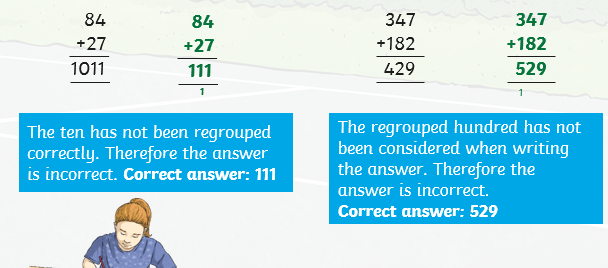 84
+27
1011
84
+27
111
1
347
+182
429
347
+182
529
1
The ten has not been regrouped
correctly. Therefore the answer
is incorrect. Correct answer: 111
The regrouped hundred has not
been considered when writing
the answer. Therefore the
answer is incorrect.
Correct answer: 529